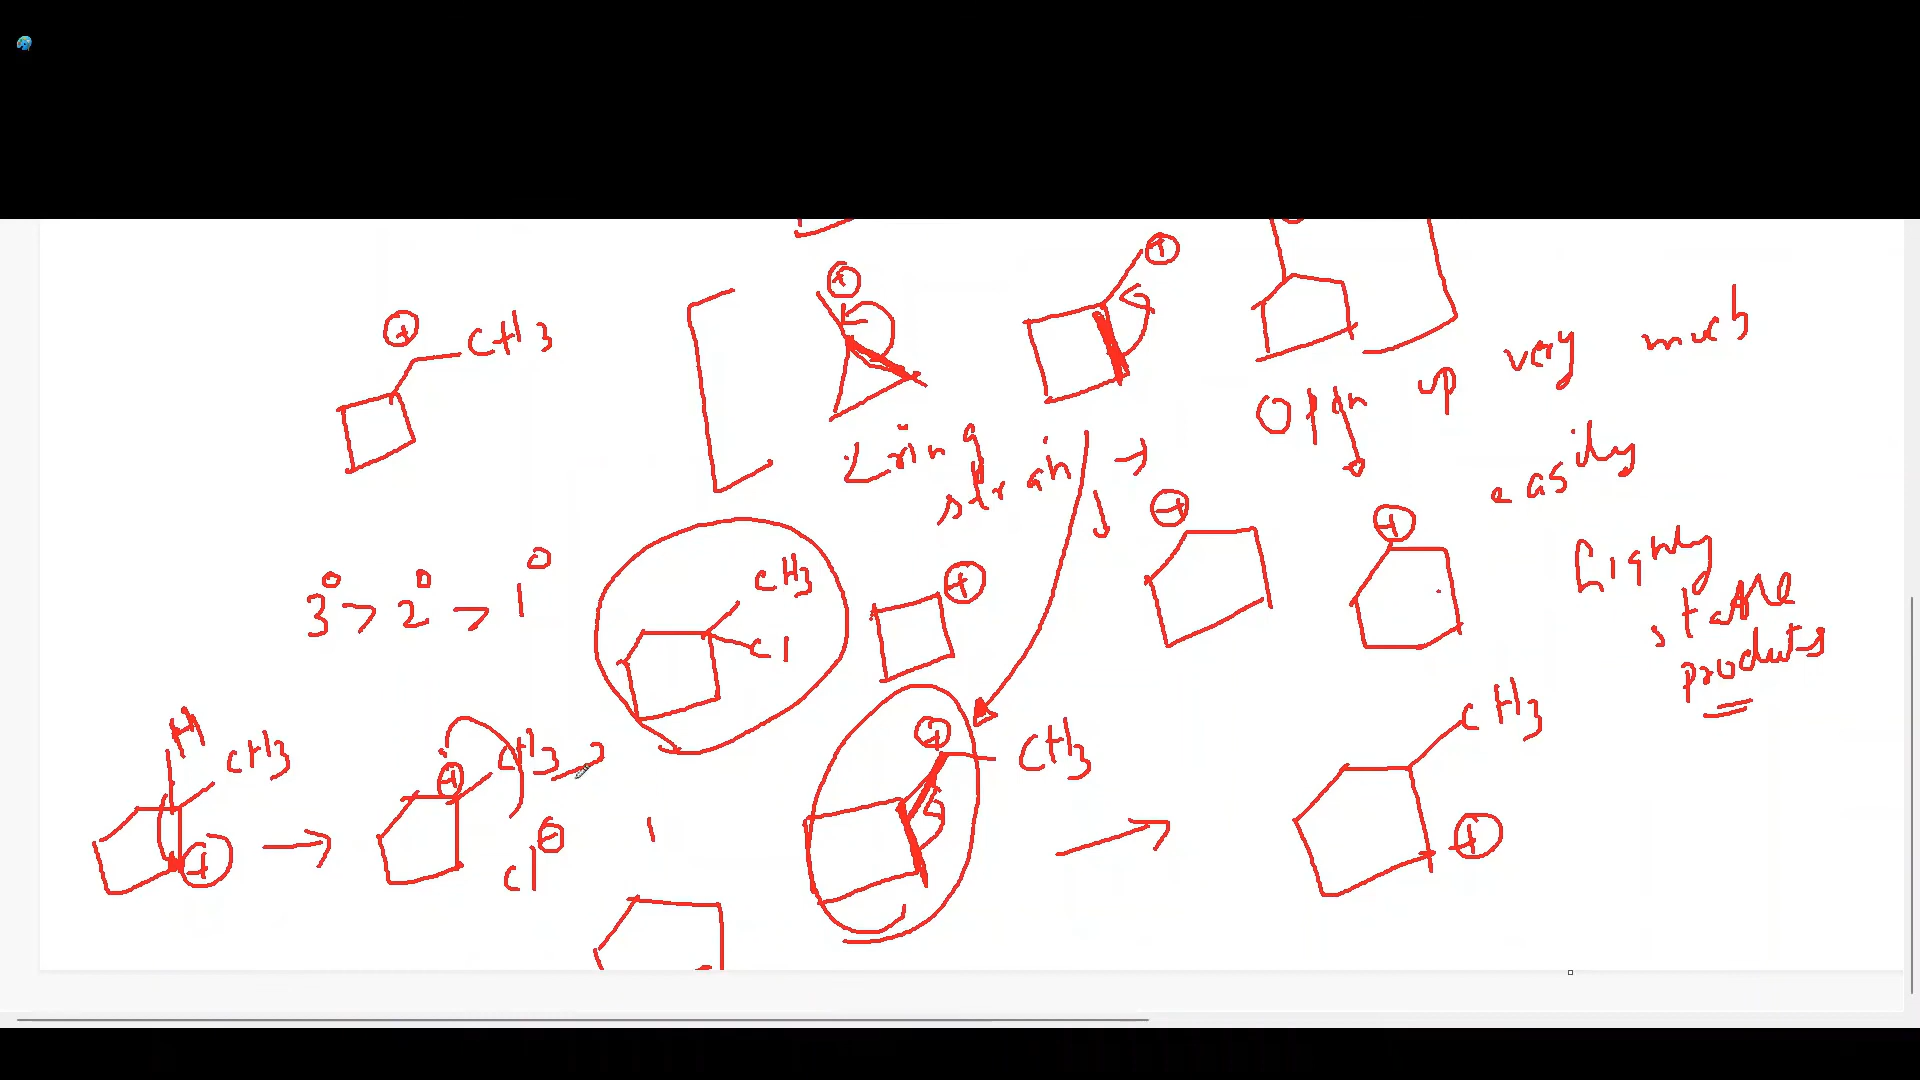 CH3
ring
strain →
open up very much
easily
Highly
stable
products
3° > 2° > 1°
CH3
Cl
H
CH3
CH3
Cl⊖
CH3
CH3